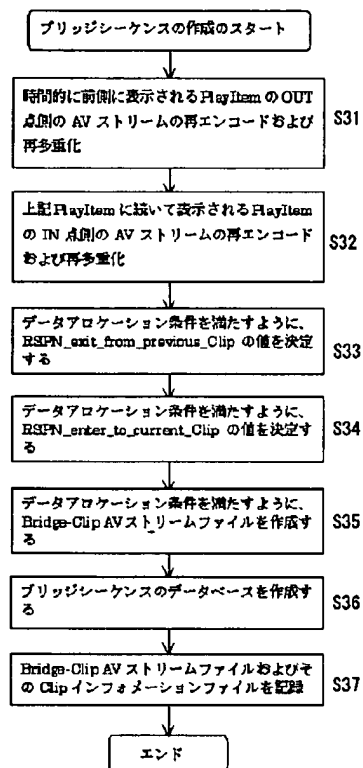 ブリッジシーケンスの作成のスタート
時間的に前側に表示されるPlayItemのOUT
点側のAVストリームの再エンコードおよび
再多重化
S31
上記PlayItemに続いて表示されるPlayItem
のIN点側のAVストリームの再エンコード
および再多重化
S32
データアロケーション条件を満たすように、
RSPN_exit_from_previous_Clipの値を決定
する
S33
データアロケーション条件を満たすように、
RSPN_enter_to_current_Clipの値を決定す
る
S34
データアロケーション条件を満たすように、
Bridge-Clip AVストリームファイルを作成す
る
S35
ブリッジシーケンスのデータベースを作成す
る
S36
Bridge-Clip AVストリームファイルおよびそ
のClipインフォメーションファイルを記録
S37
エンド